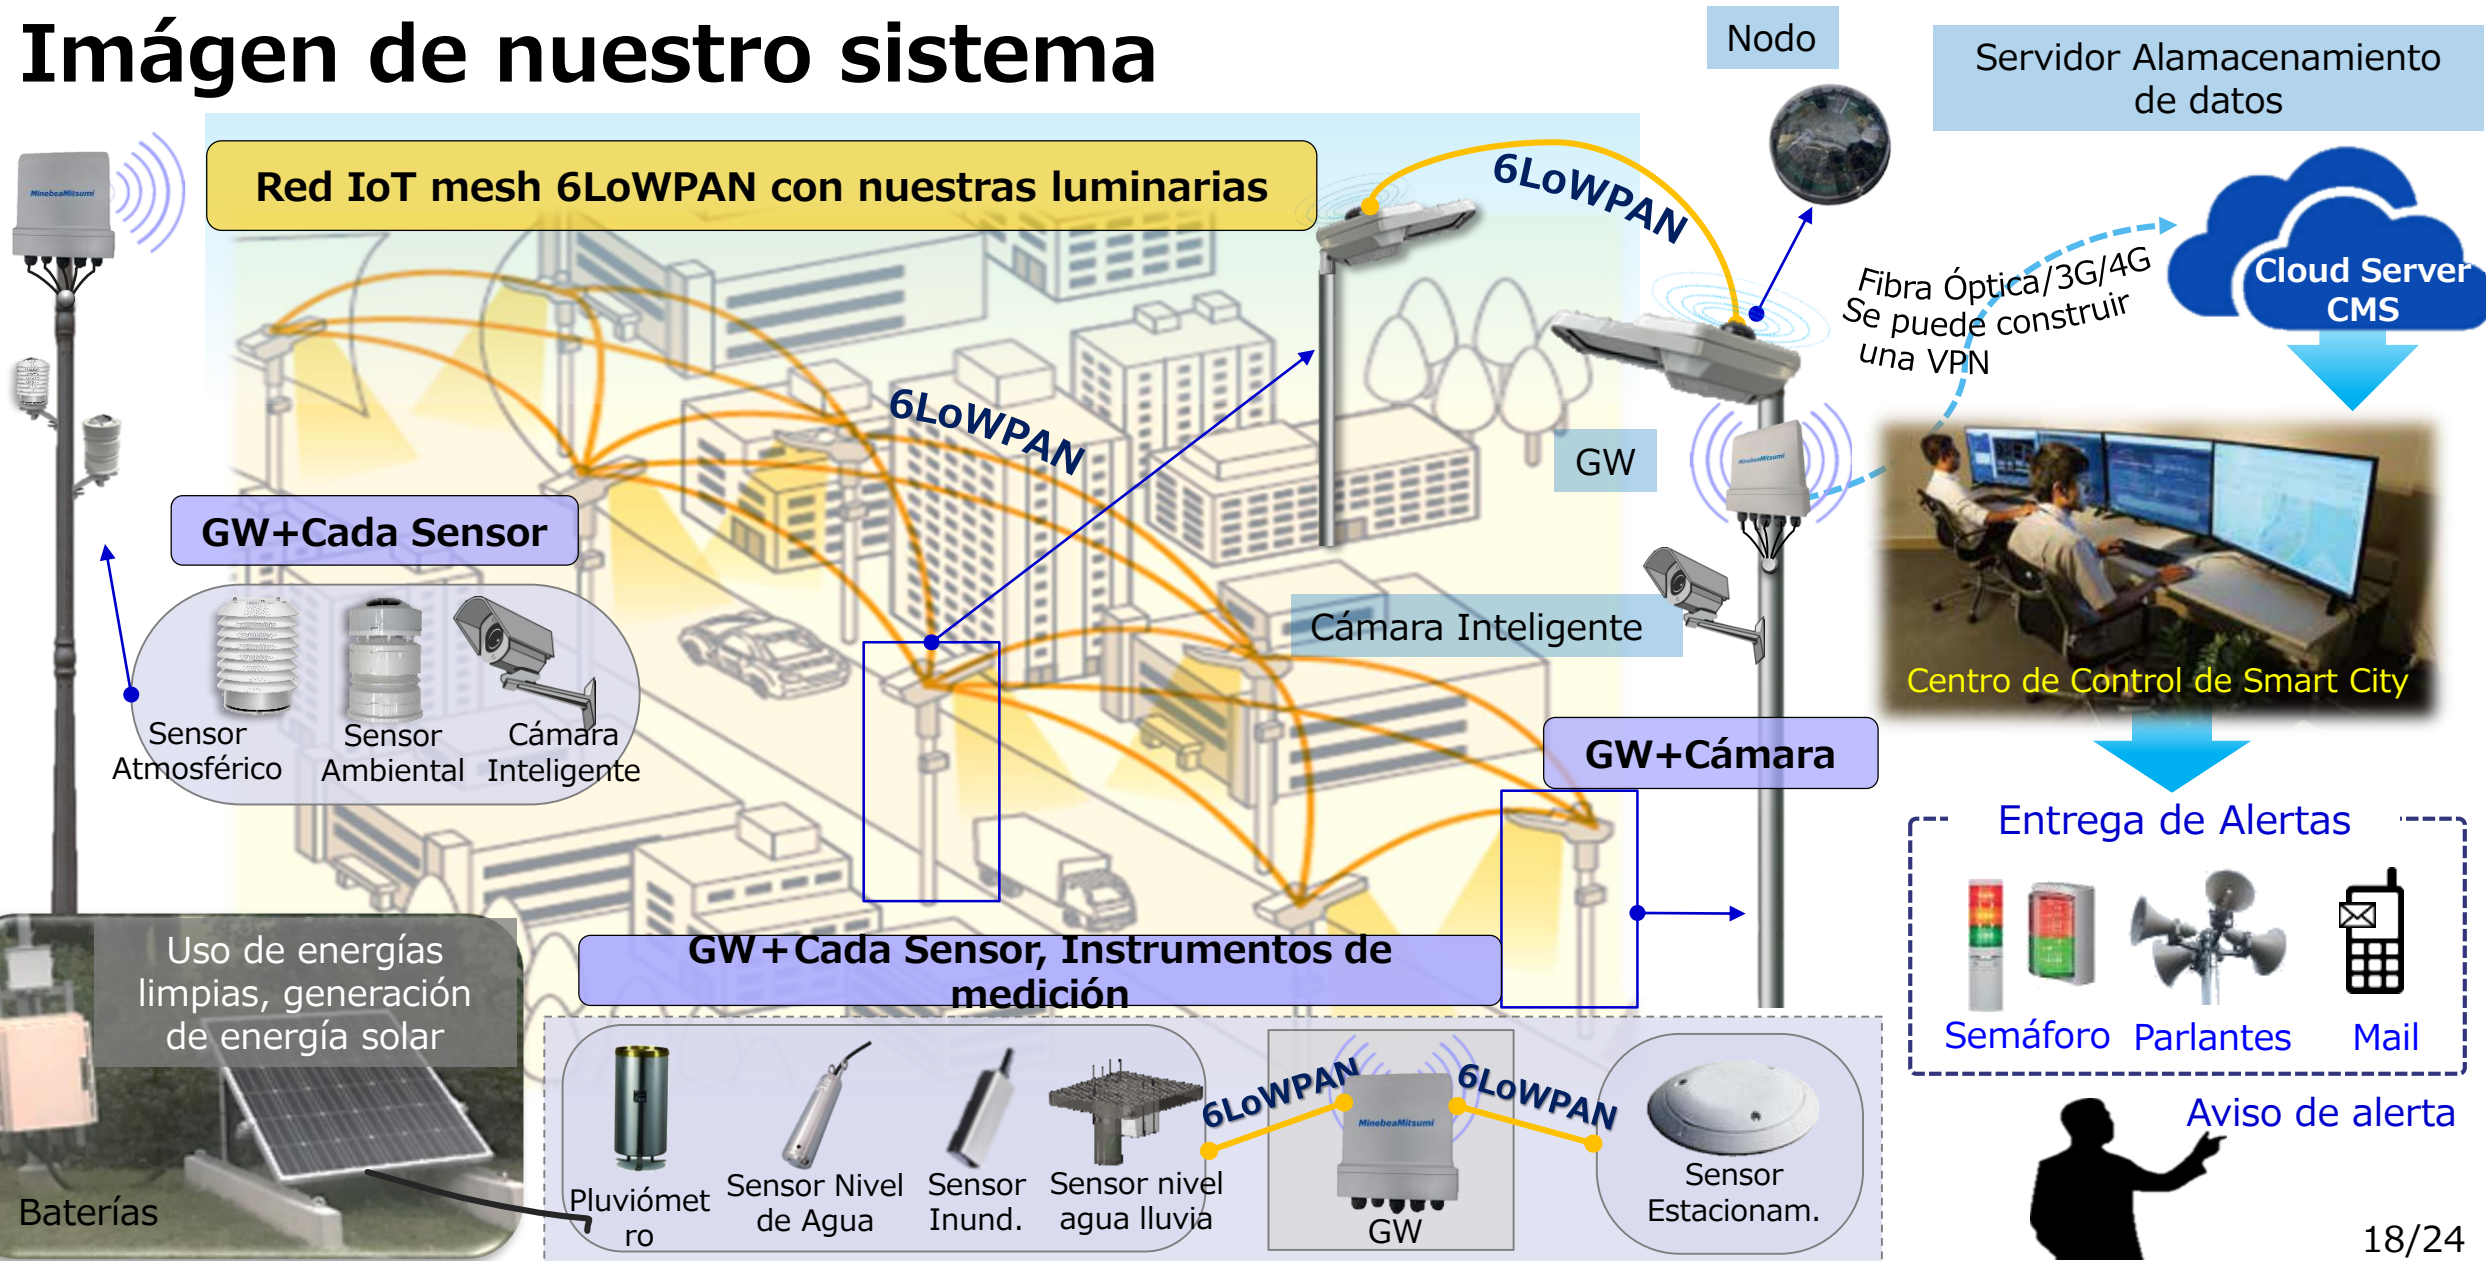 Imágen de nuestro sistema
Nodo
Servidor Alamacenamiento
de datos
MinebeaMitsumi
Red IoT mesh 6LoWPAN con nuestras luminarias
6LoWPAN
Fibra Óptica/3G/4G
Se puede construir
una VPN
Cloud Server
CMS
6LoWPAN
GW
MinebeaMitsumi
GW+Cada Sensor
Cámara Inteligente
Centro de Control de Smart City
Sensor
Atmosférico
Sensor
Ambiental
Cámara
Inteligente
GW+Cámara
Entrega de Alertas
Semáforo
Parlantes
Mail
Uso de energías
limpias, generación
de energía solar
Baterías
GW+Cada Sensor, Instrumentos de
medición
Pluviómet
ro
Sensor Nivel
de Agua
Sensor
Inund.
Sensor nivel
agua lluvia
6LoWPAN
MinebeaMitsumi
GW
6LoWPAN
Sensor
Estacionam.
Aviso de alerta
18/24